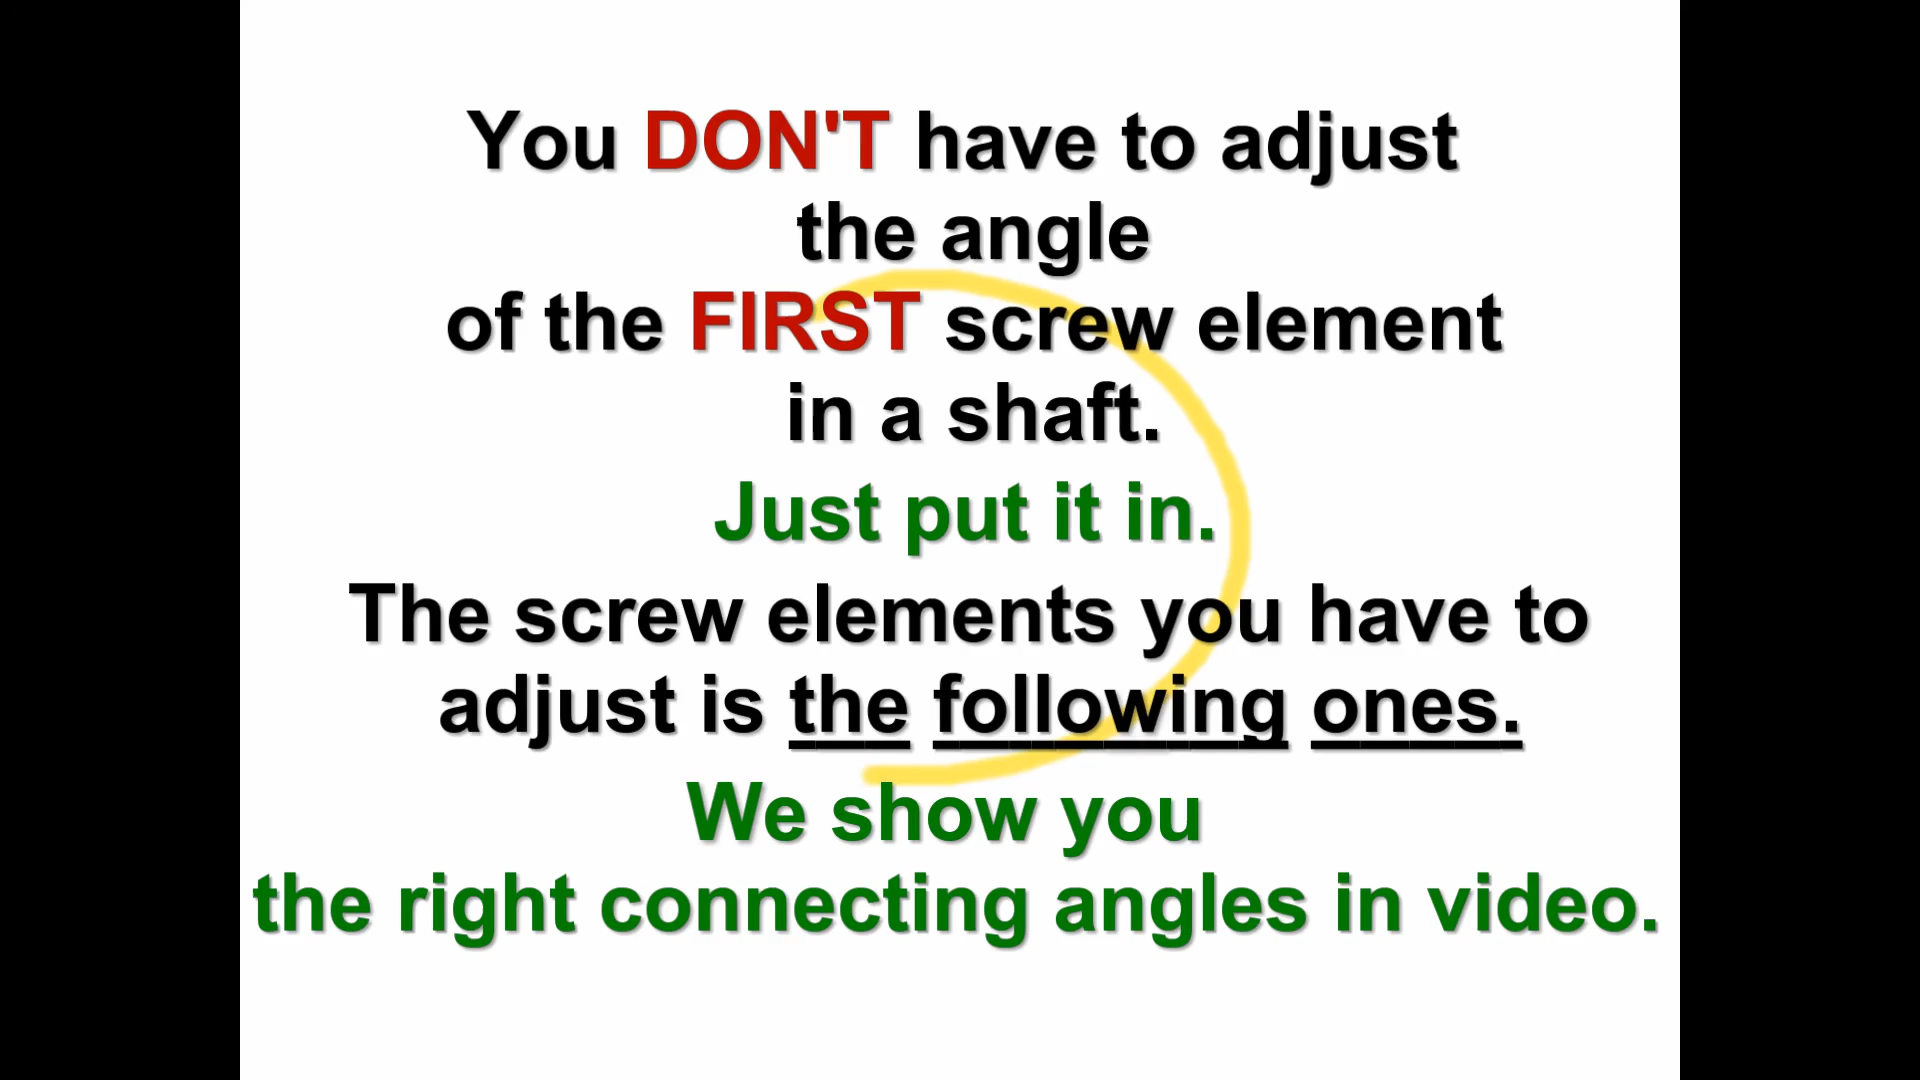 You DON'T have to adjust
the angle
of the FIRST screw element
in a shaft.
Just put it in.
The screw elements you have to
adjust is the following ones.
We show you
the right connecting angles in video.